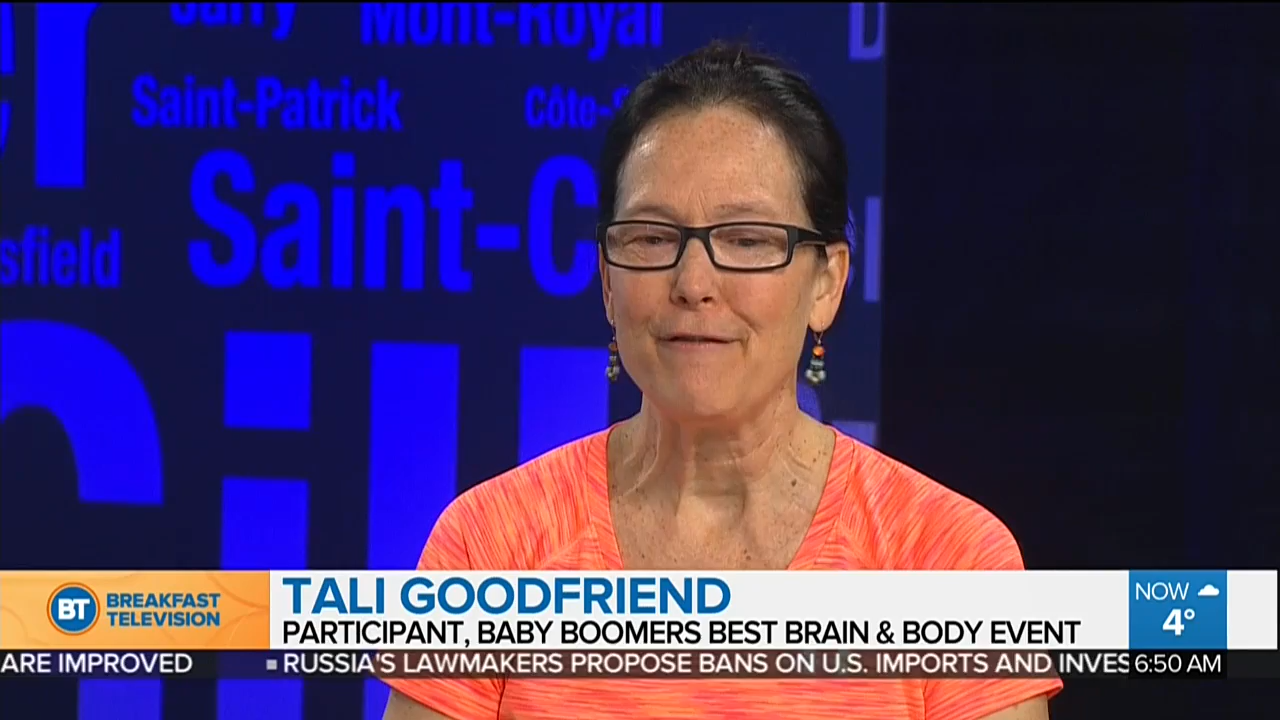 Jarry
Mont-Royal
Saint-Patrick
Saint-C
sfield
TALI GOODFRIEND
BT BREAKFAST TELEVISION
PARTICIPANT, BABY BOOMERS BEST BRAIN & BODY EVENT
NOW
4°
ARE IMPROVED ▪ RUSSIA'S LAWMAKERS PROPOSE BANS ON U.S. IMPORTS AND INVES
6:50 AM